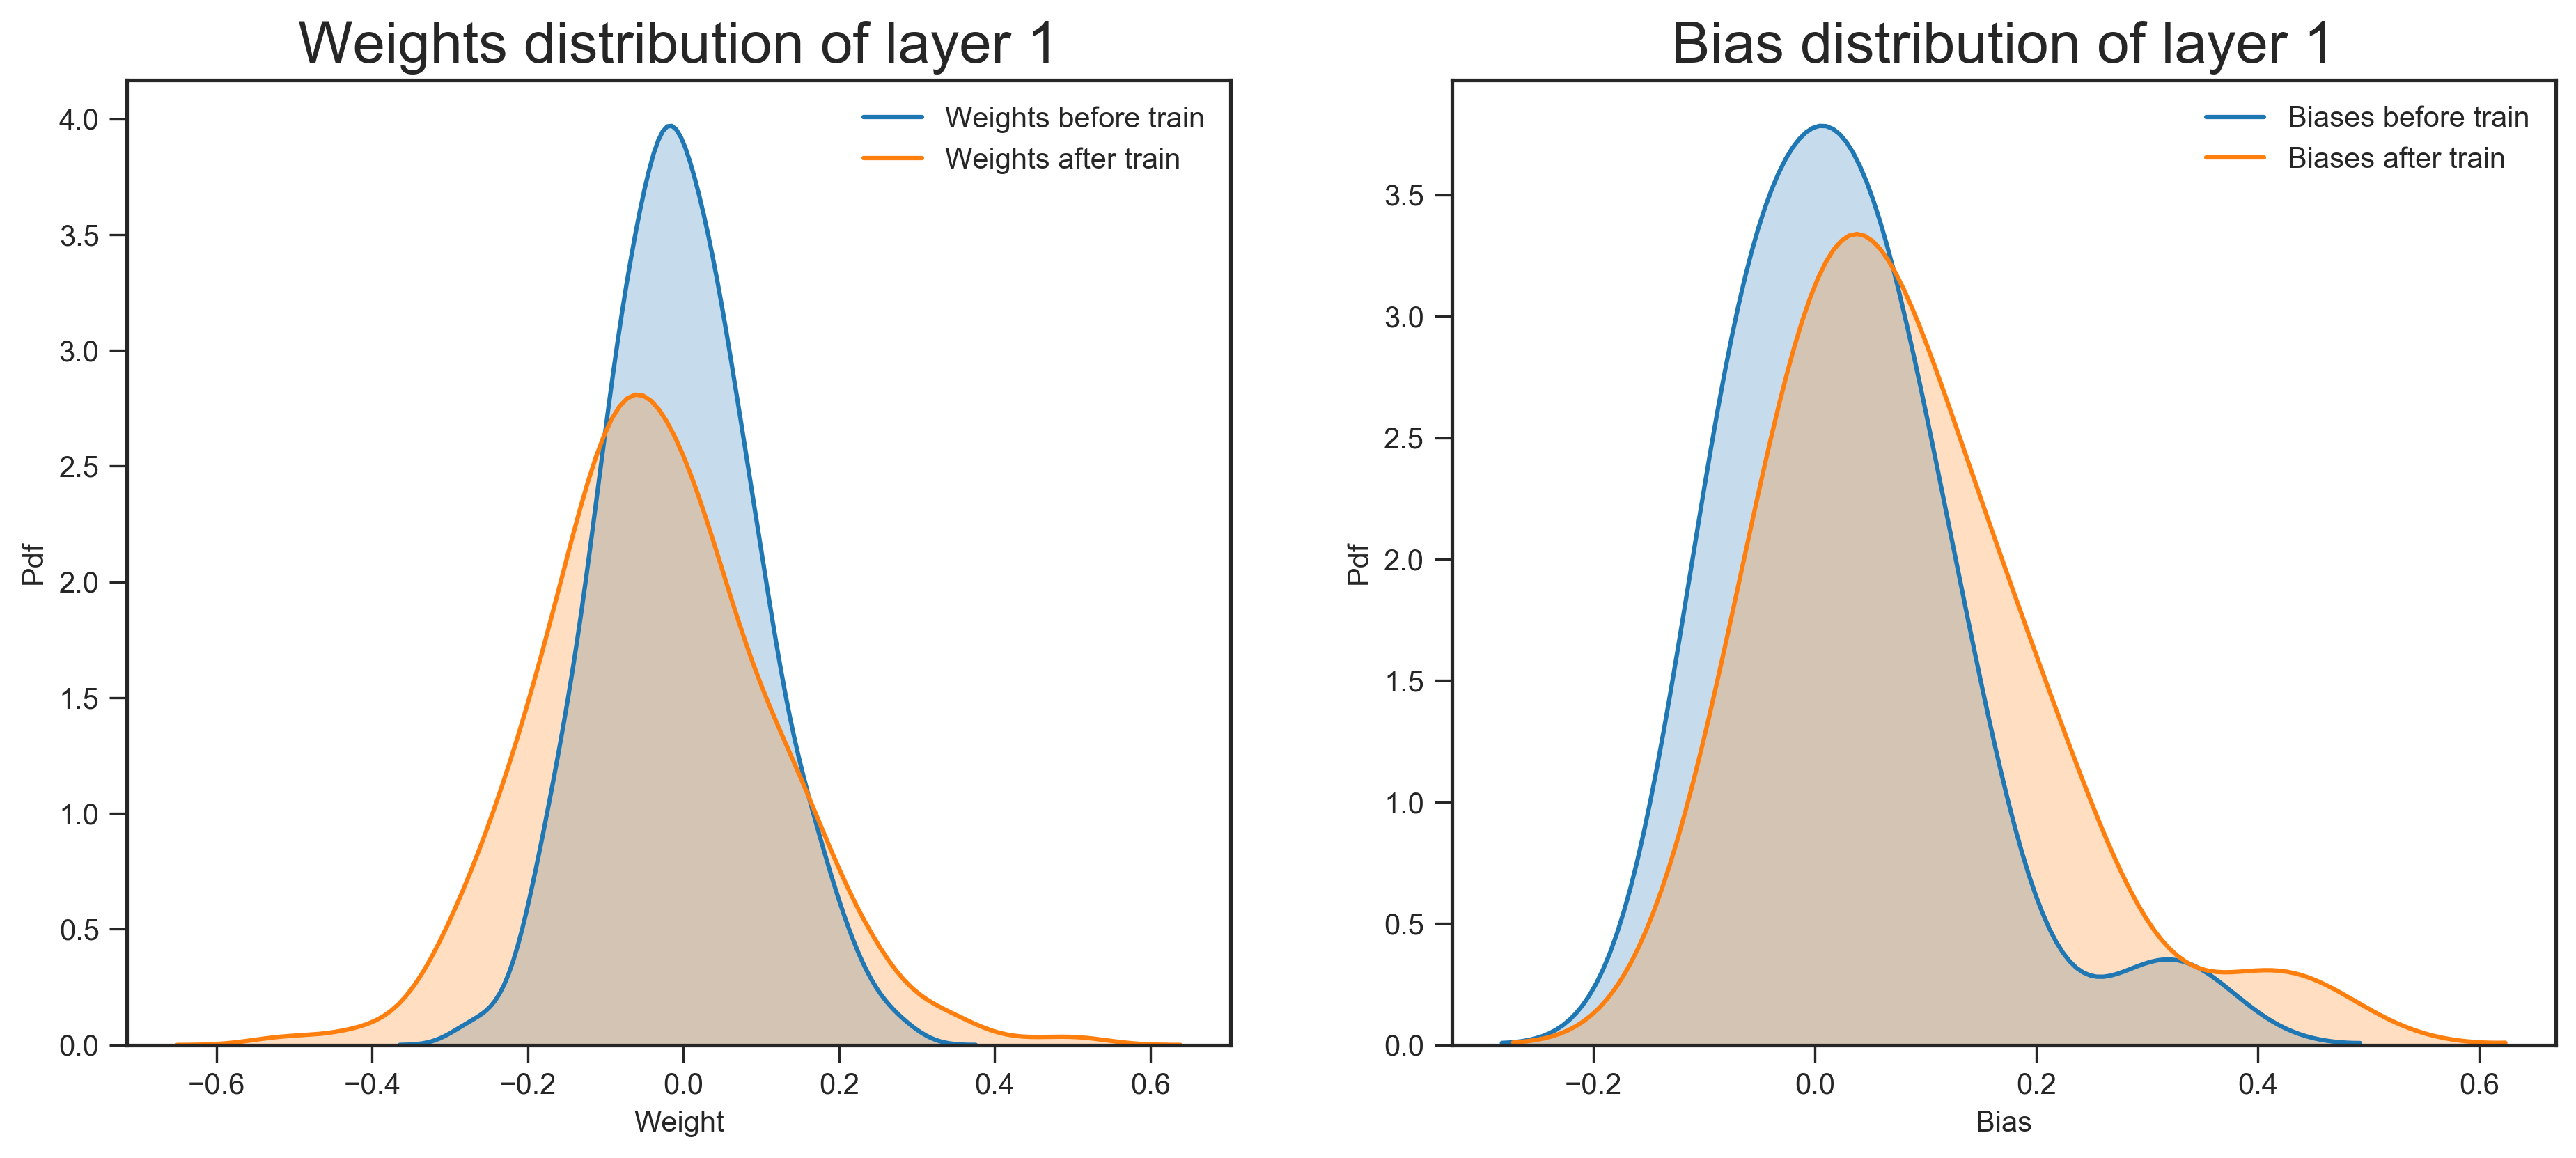 Weights distribution of layer 1
Weights before train
Weights after train
4.0
3.5
3.0
2.5
2.0
1.5
1.0
0.5
0.0
Pdf
−0.6 −0.4 −0.2 0.0 0.2 0.4 0.6
Weight
Bias distribution of layer 1
Biases before train
Biases after train
3.5
3.0
2.5
2.0
1.5
1.0
0.5
0.0
Pdf
−0.2 0.0 0.2 0.4 0.6
Bias